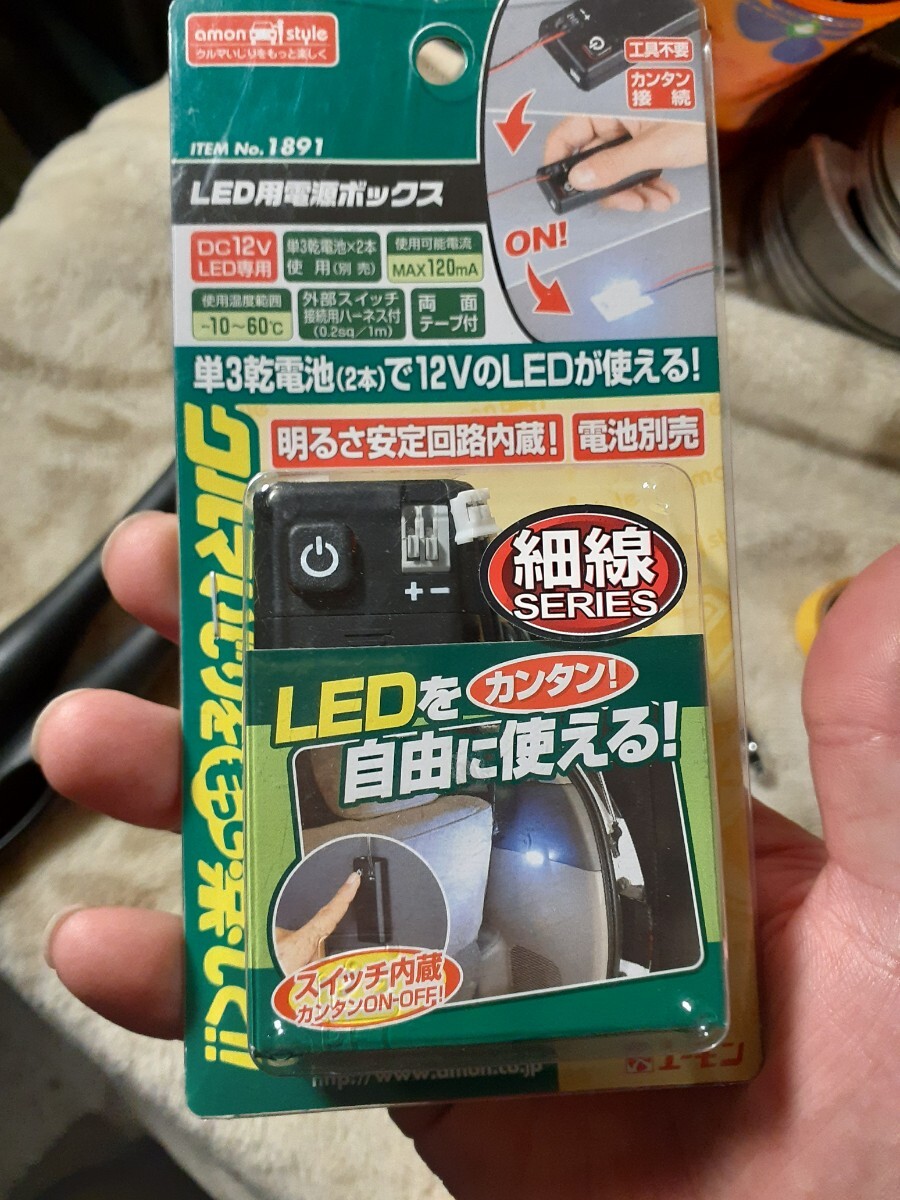 amon style
クルマいじりをもっと楽しく
工具不要
カンタン
接続
ITEM No.1891
LED用電源ボックス
ON!
DC12V
LED専用
単3乾電池×2本
使用(別売)
使用可能電流
MAX120mA
使用温度範囲
-10~60℃
外部スイッチ
接続用ハーネス付
(0.2sq/1m)
両面
テープ付
単3乾電池(2本)で12VのLEDが使える!
明るさ安定回路内蔵!
電池別売
クルマいじりをもっと楽しく!!
+ -
細線
SERIES
LEDを
カンタン!
自由に使える!
スイッチ内蔵
カンタンON-OFF!
http://www.amon.co.jp